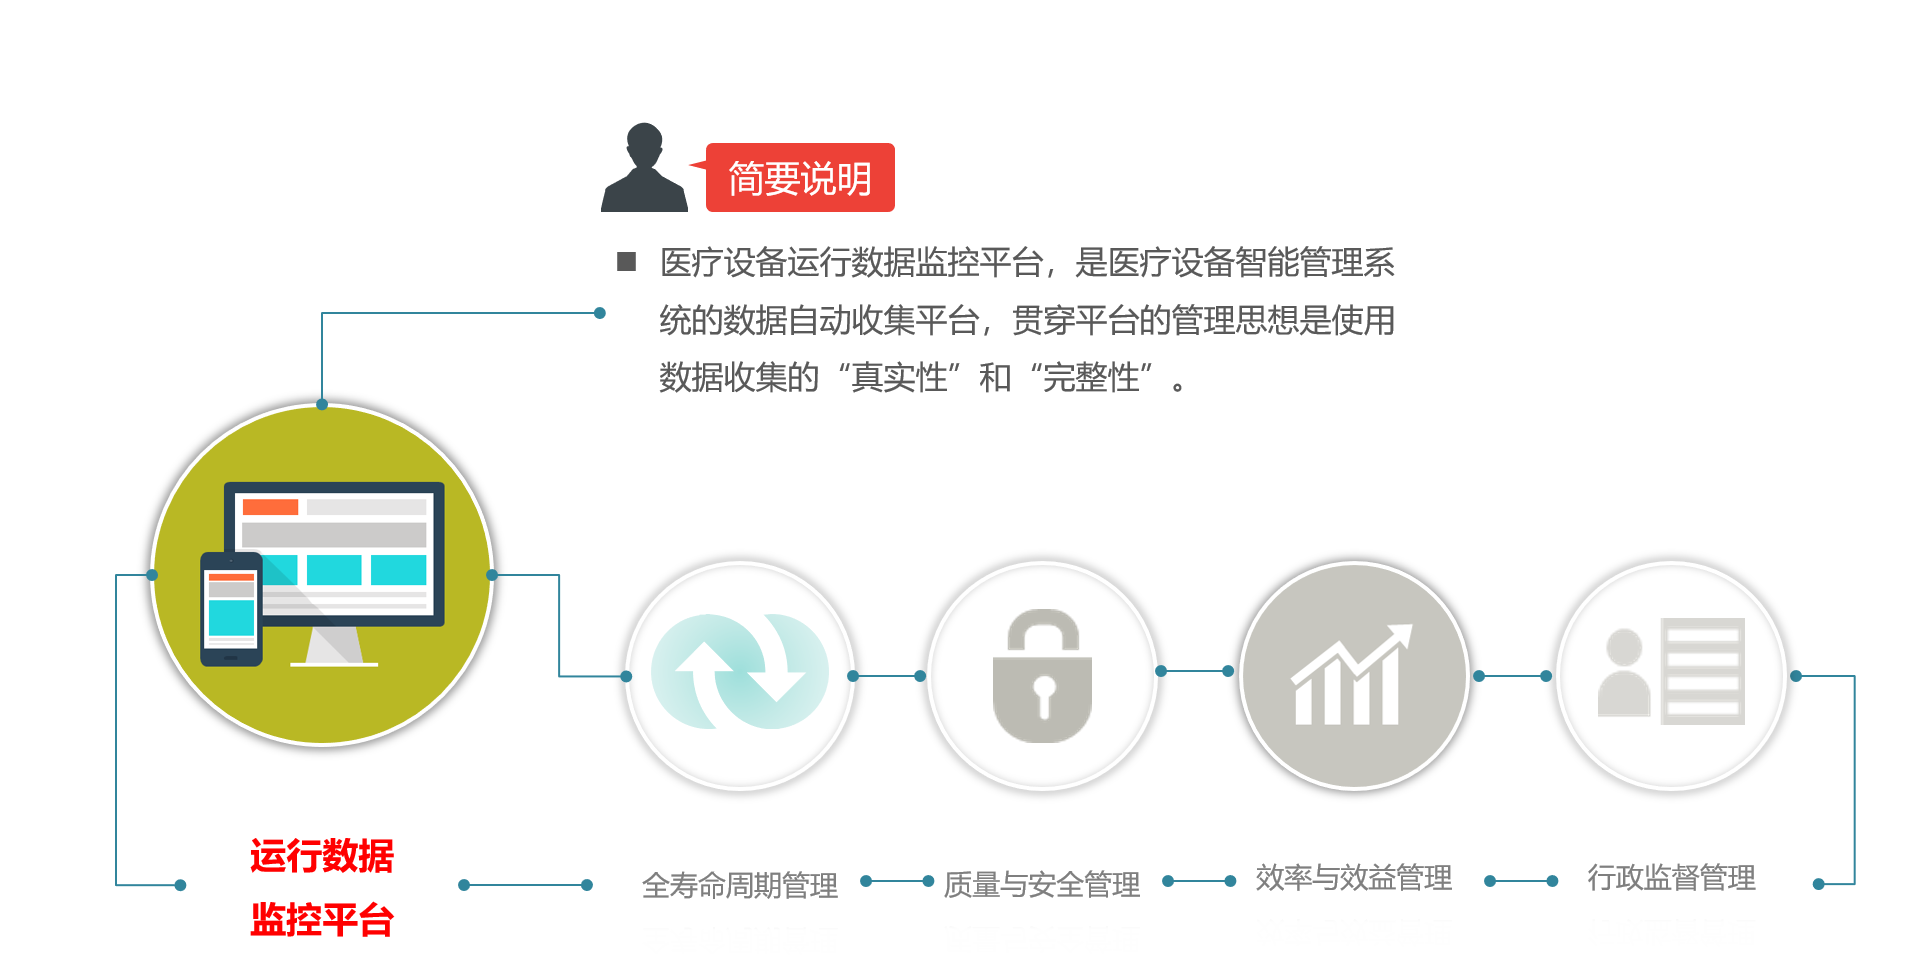 简要说明
■ 医疗设备运行数据监控平台，是医疗设备智能管理系
统的数据自动收集平台，贯穿平台的管理思想是使用
数据收集的“真实性”和“完整性”。
运行数据
监控平台
全寿命周期管理
质量与安全管理
效率与效益管理
行政监督管理